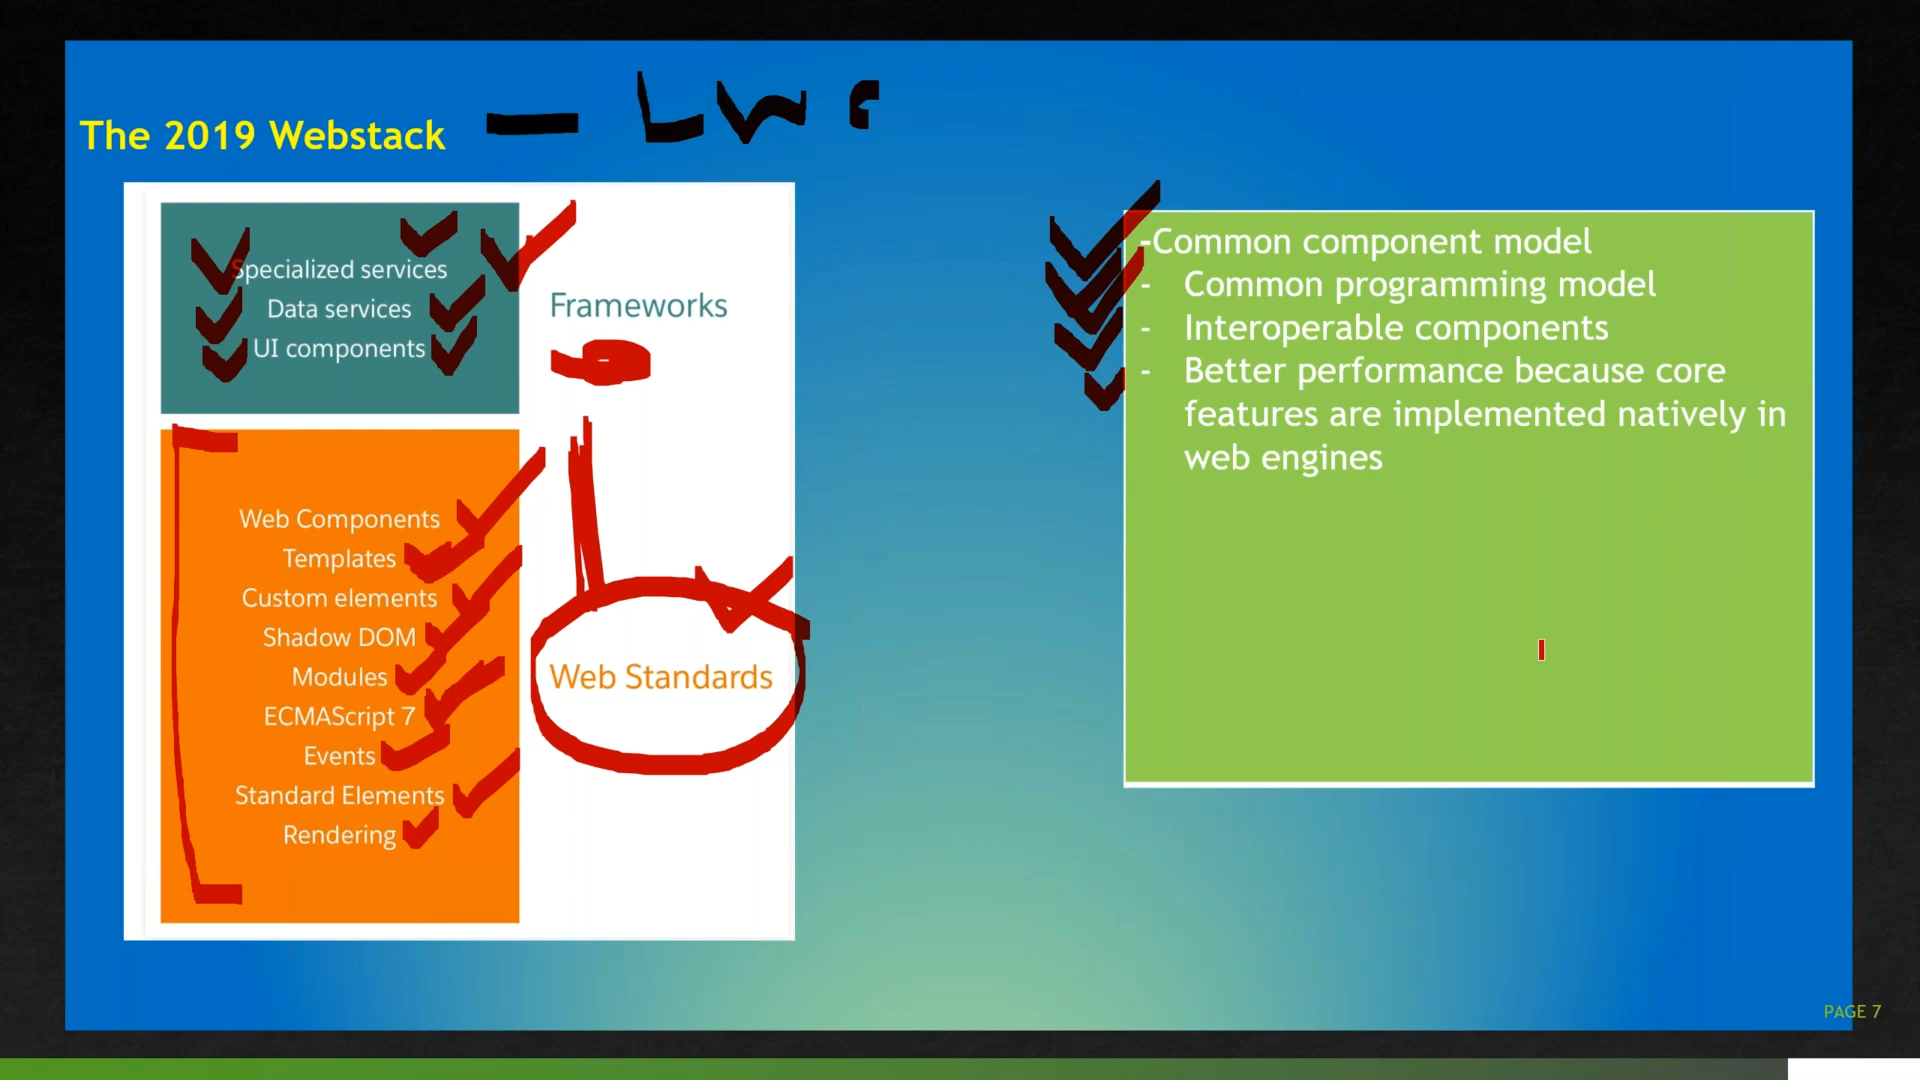 The 2019 Webstack - LWC
Specialized services
Data services
UI components
Frameworks
Web Components
Templates
Custom elements
Shadow DOM
Modules
ECMAScript 7
Events
Standard Elements
Rendering
Web Standards
-Common component model
- Common programming model
- Interoperable components
- Better performance because core
features are implemented natively in
web engines
PAGE 7